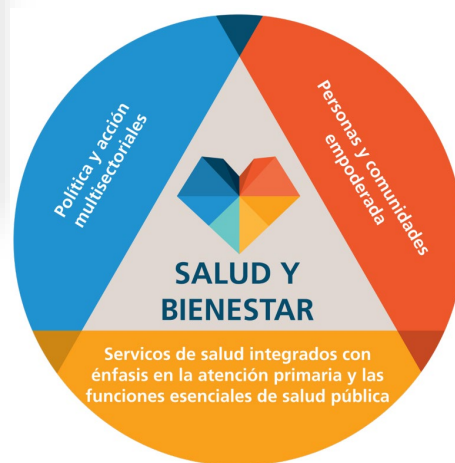 Política y acción
multisectoriales
Personas y comunidades
empoderada
SALUD Y
BIENESTAR
Servicos de salud integrados con
énfasis en la atención primaria y las
funciones esenciales de salud pública